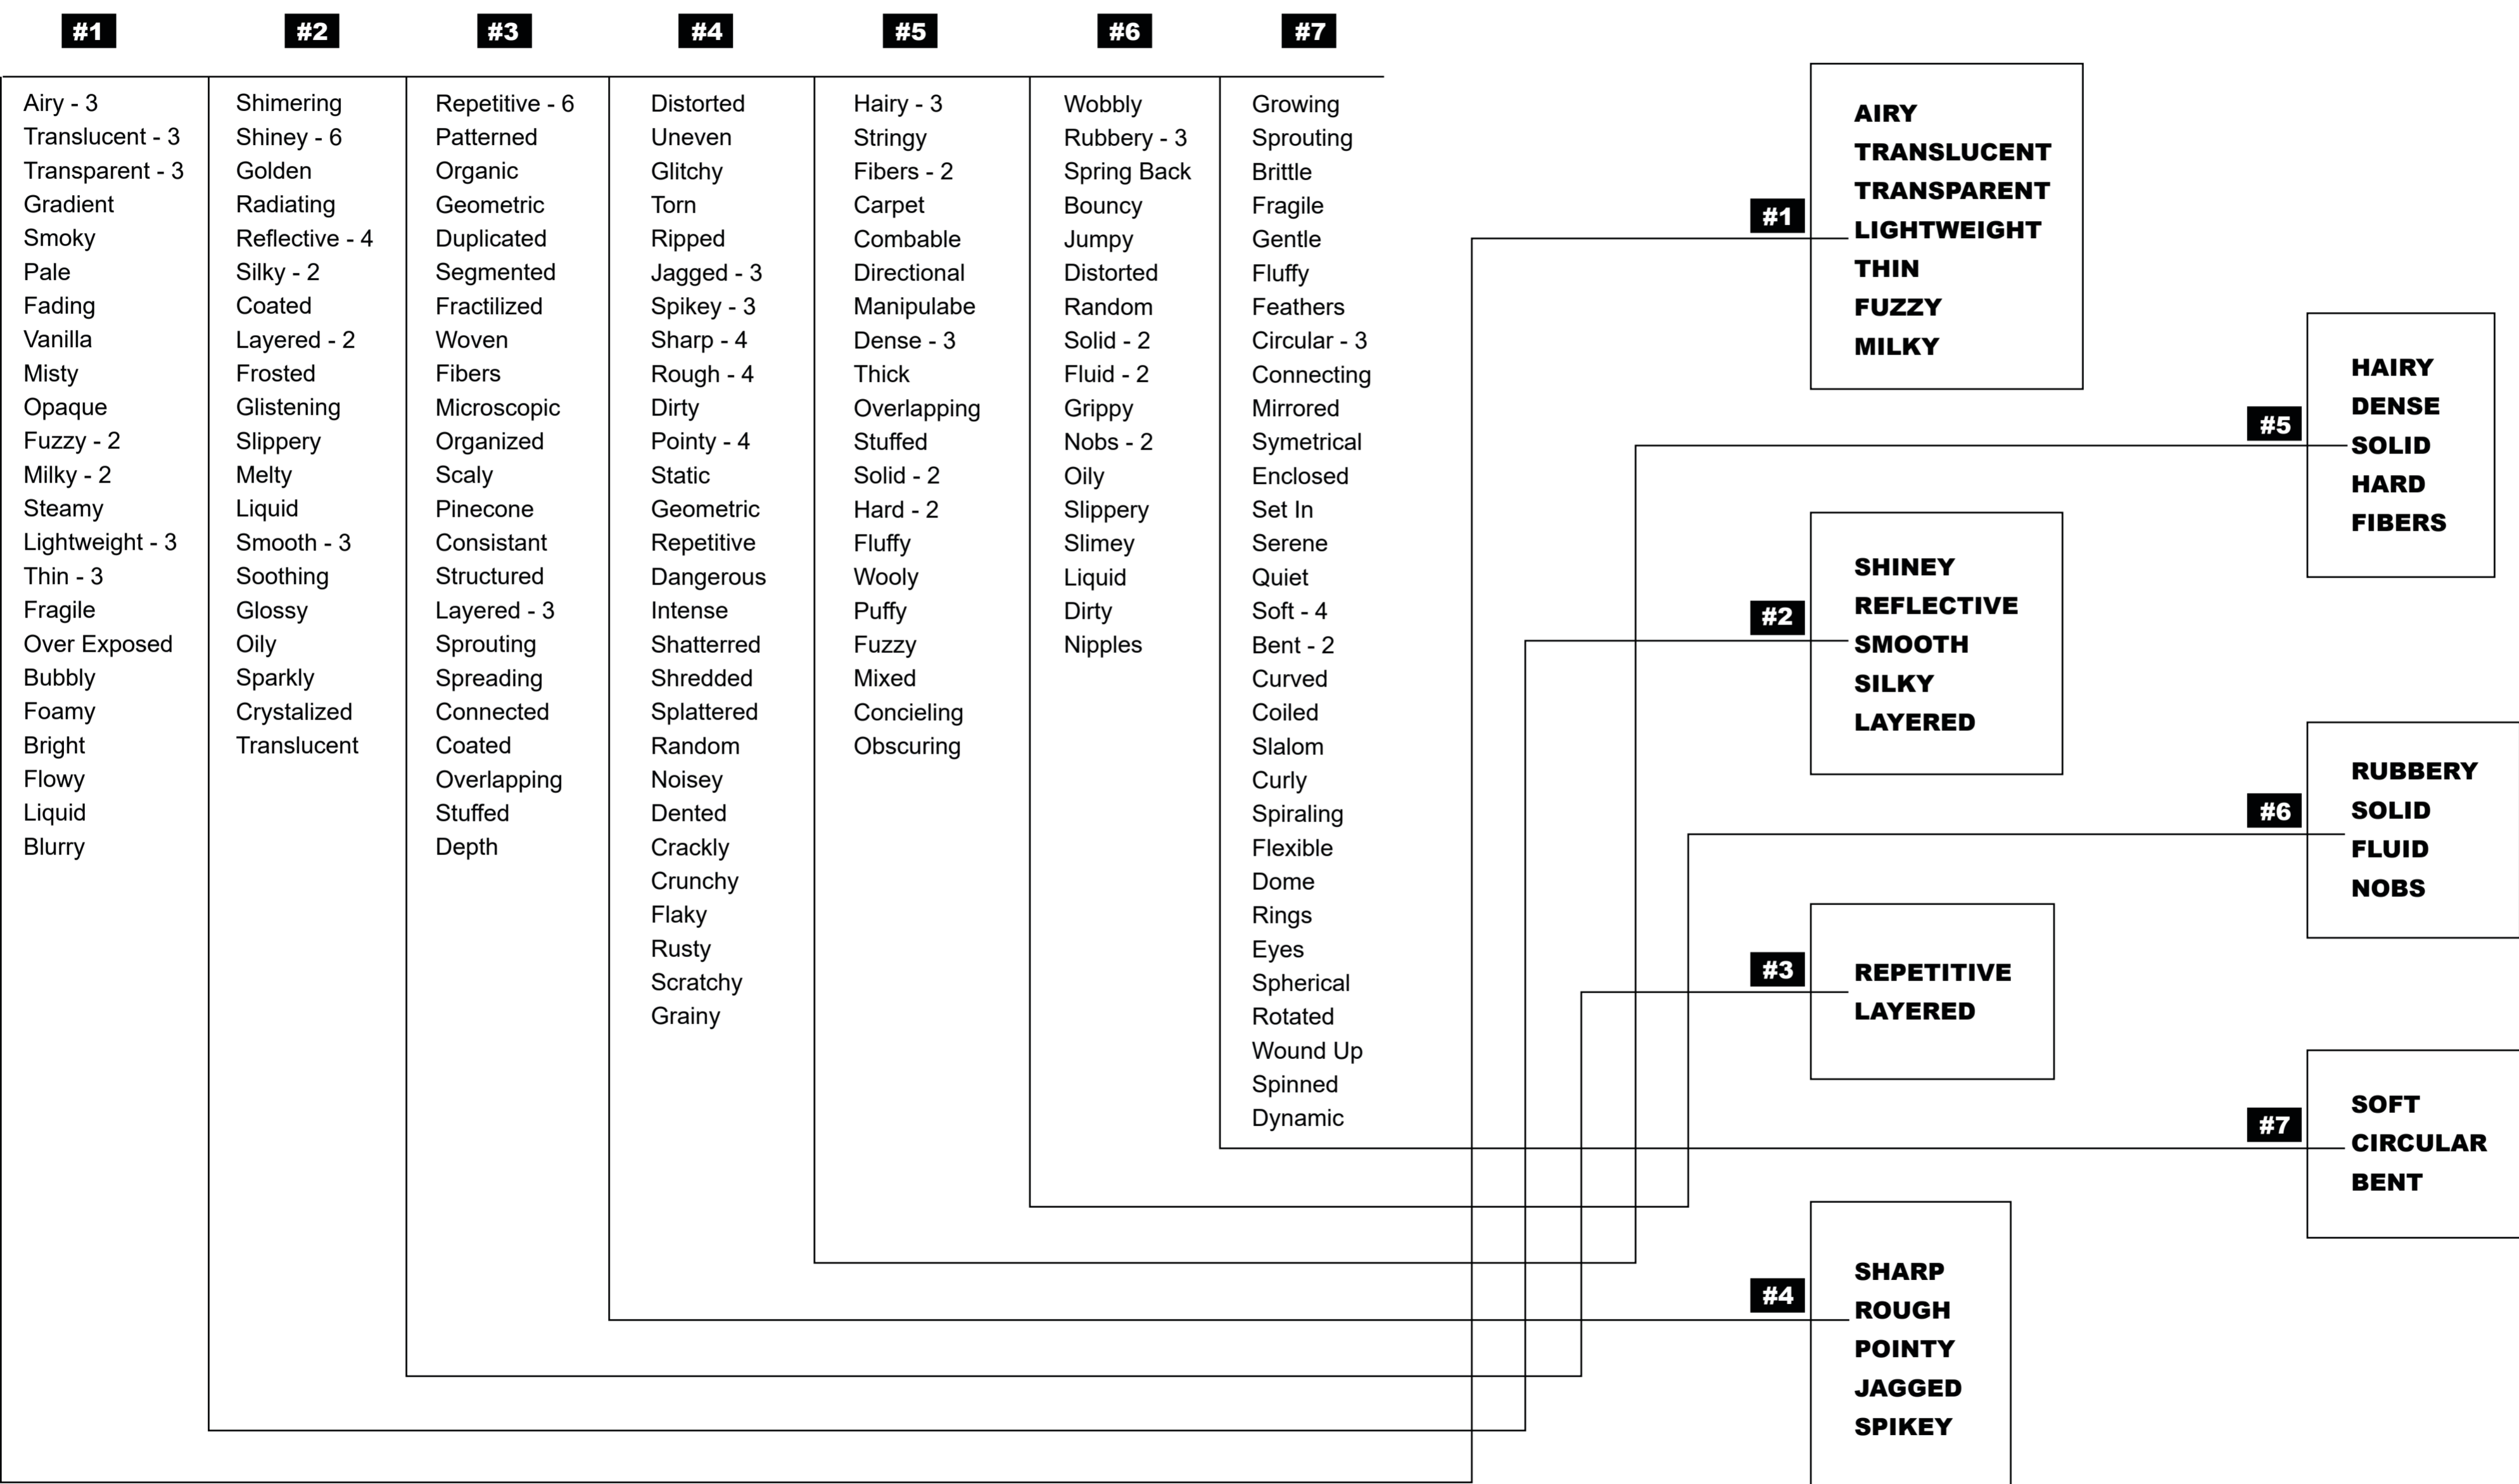 #1
Airy - 3
Translucent - 3
Transparent - 3
Gradient
Smoky
Pale
Fading
Vanilla
Misty
Opaque
Fuzzy - 2
Milky - 2
Steamy
Lightweight - 3
Thin - 3
Fragile
Over Exposed
Bubbly
Foamy
Bright
Flowy
Liquid
Blurry
#2
Shimering
Shiney - 6
Golden
Radiating
Reflective - 4
Silky - 2
Coated
Layered - 2
Frosted
Glistening
Slippery
Melty
Liquid
Smooth - 3
Soothing
Glossy
Oily
Sparkly
Crystalized
Translucent
#3
Repetitive - 6
Patterned
Organic
Geometric
Duplicated
Segmented
Fractilized
Woven
Fibers
Microscopic
Organized
Scaly
Pinecone
Consistant
Structured
Layered - 3
Sprouting
Spreading
Connected
Coated
Overlapping
Stuffed
Depth
#4
Distorted
Uneven
Glitchy
Torn
Ripped
Jagged - 3
Spikey - 3
Sharp - 4
Rough - 4
Dirty
Pointy - 4
Static
Geometric
Repetitive
Dangerous
Intense
Shatterred
Shredded
Splattered
Random
Noisey
Dented
Crackly
Crunchy
Flaky
Rusty
Scratchy
Grainy
#5
Hairy - 3
Stringy
Fibers - 2
Carpet
Combable
Directional
Manipulabe
Dense - 3
Thick
Overlapping
Stuffed
Solid - 2
Hard - 2
Fluffy
Wooly
Puffy
Fuzzy
Mixed
Concieling
Obscuring
#6
Wobbly
Rubbery - 3
Spring Back
Bouncy
Jumpy
Distorted
Random
Solid - 2
Fluid - 2
Grippy
Nobs - 2
Oily
Slippery
Slimey
Liquid
Dirty
Nipples
#7
Growing
Sprouting
Brittle
Fragile
Gentle
Fluffy
Feathers
Circular - 3
Connecting
Mirrored
Symetrical
Enclosed
Set In
Serene
Quiet
Soft - 4
Bent - 2
Curved
Coiled
Slalom
Curly
Spiraling
Flexible
Dome
Rings
Eyes
Spherical
Rotated
Wound Up
Spinned
Dynamic
#1
AIRY
TRANSLUCENT
TRANSPARENT
LIGHTWEIGHT
THIN
FUZZY
MILKY
#2
SHINEY
REFLECTIVE
SMOOTH
SILKY
LAYERED
#3
REPETITIVE
LAYERED
#4
SHARP
ROUGH
POINTY
JAGGED
SPIKEY
#5
HAIRY
DENSE
SOLID
HARD
FIBERS
#6
RUBBERY
SOLID
FLUID
NOBS
#7
SOFT
CIRCULAR
BENT